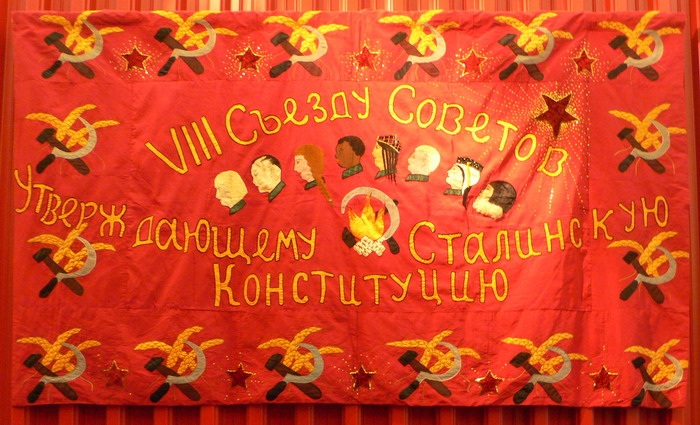 VIII Съезду Советов
Утверждающему Сталинскую
Конституцию